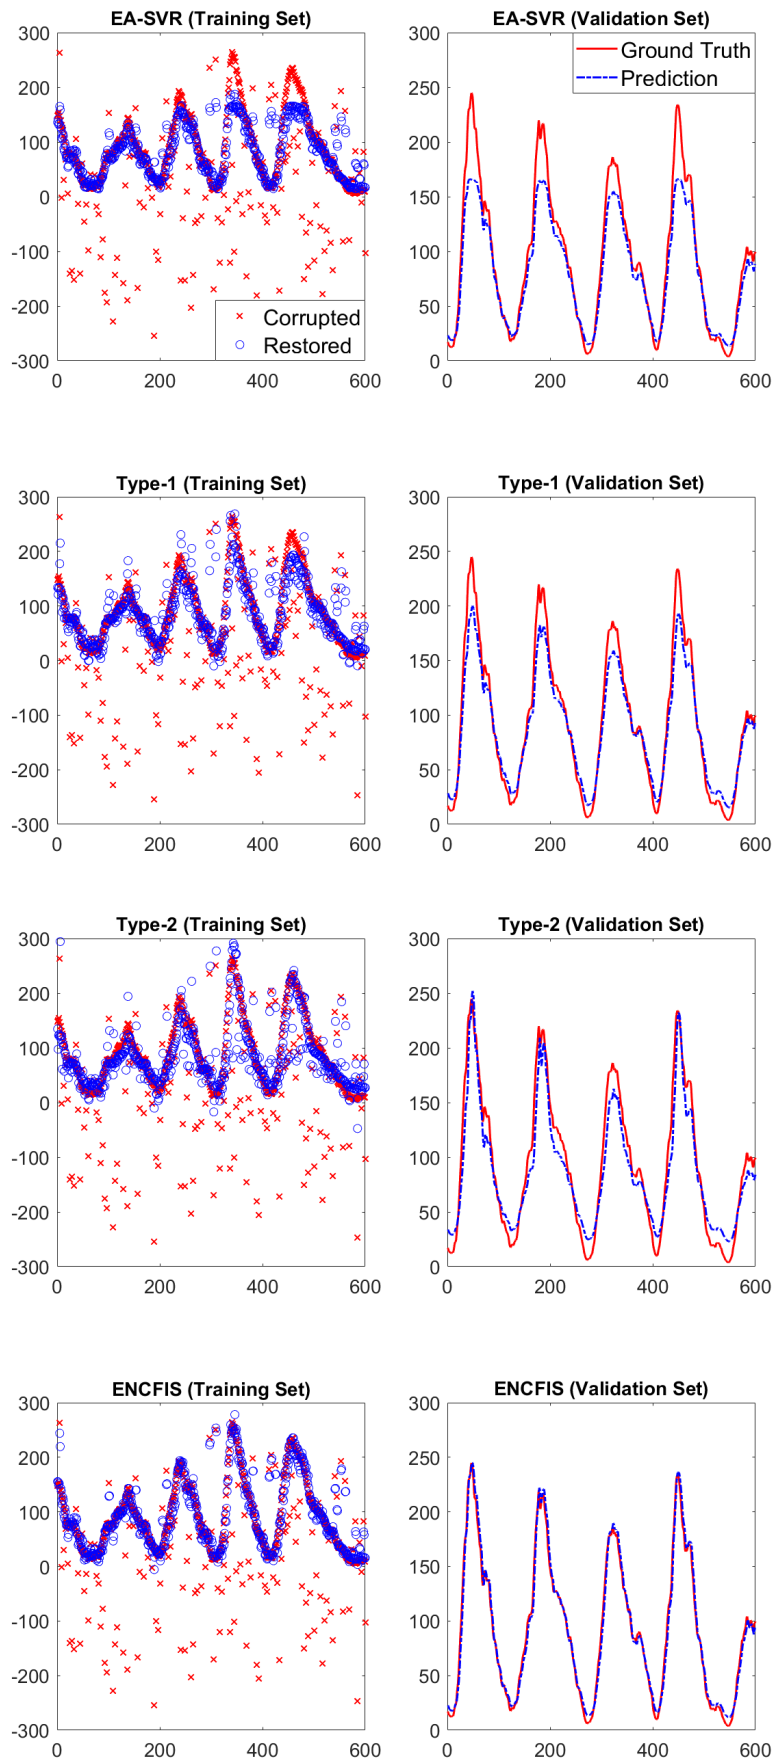 EA-SVR (Training Set)
300
200
100
0
-100
-200
-300
Corrupted
Restored
0 200 400 600
EA-SVR (Validation Set)
300
250
200
150
100
50
0
Ground Truth
Prediction
0 200 400 600
Type-1 (Training Set)
300
200
100
0
-100
-200
-300
0 200 400 600
Type-1 (Validation Set)
300
250
200
150
100
50
0
0 200 400 600
Type-2 (Training Set)
300
200
100
0
-100
-200
-300
0 200 400 600
Type-2 (Validation Set)
300
250
200
150
100
50
0
0 200 400 600
ENCFIS (Training Set)
300
200
100
0
-100
-200
-300
0 200 400 600
ENCFIS (Validation Set)
300
250
200
150
100
50
0
0 200 400 600